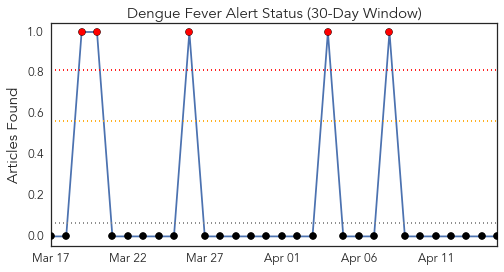 Dengue Fever Alert Status (30-Day Window)
Articles Found
1.0
0.8
0.6
0.4
0.2
0.0
Mar 17 Mar 22 Mar 27 Apr 01 Apr 06 Apr 11